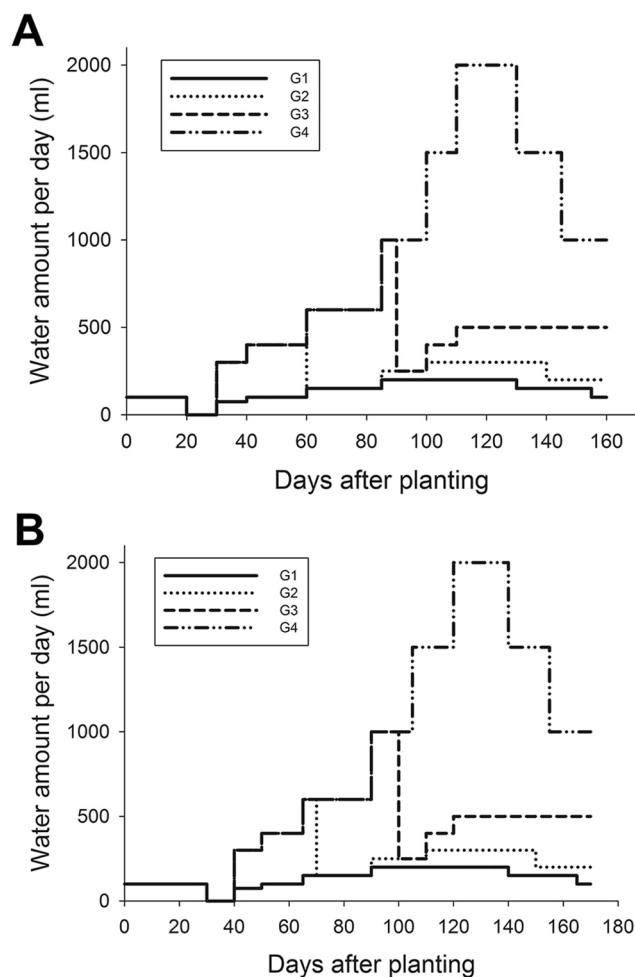 A
Water amount per day (ml)
2000
1500
1000
500
0
G1
G2
G3
G4
0 20 40 60 80 100 120 140 160
Days after planting
B
Water amount per day (ml)
2000
1500
1000
500
0
G1
G2
G3
G4
0 20 40 60 80 100 120 140 160 180
Days after planting